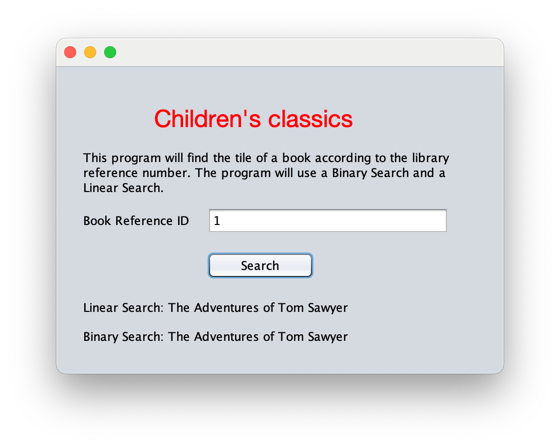 Children's classics
This program will find the tile of a book according to the library
reference number. The program will use a Binary Search and a
Linear Search.
Book Reference ID 1
Search
Linear Search: The Adventures of Tom Sawyer
Binary Search: The Adventures of Tom Sawyer